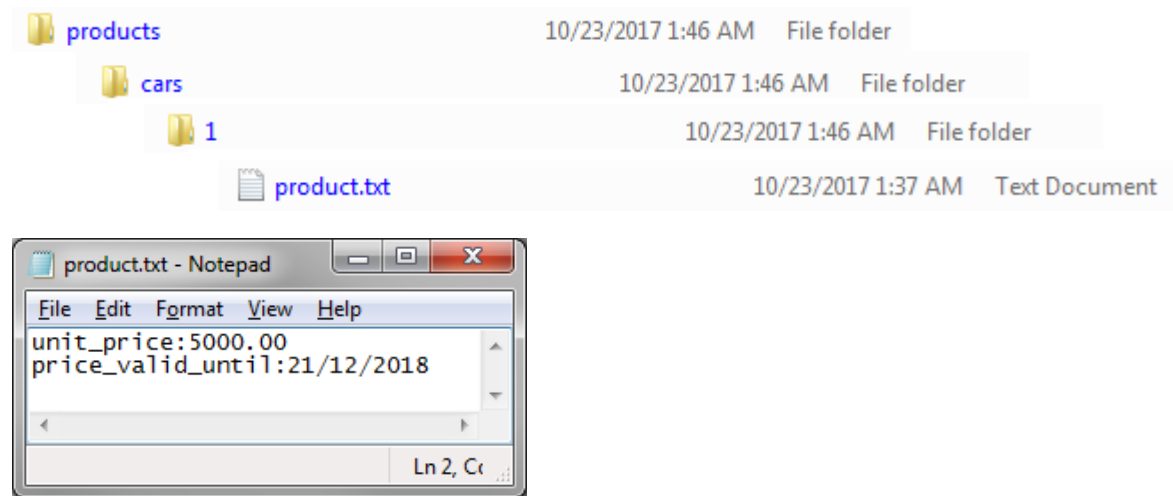 products 10/23/2017 1:46 AM File folder
cars 10/23/2017 1:46 AM File folder
1 10/23/2017 1:46 AM File folder
product.txt 10/23/2017 1:37 AM Text Document
product.txt - Notepad
File Edit Format View Help
unit_price:5000.00
price_valid_until:21/12/2018
Ln 2, Co